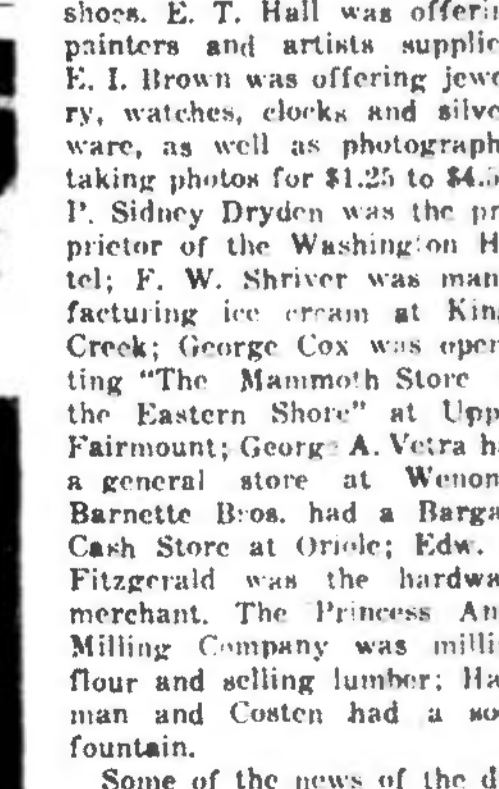 shoes. E. T. Hall was offerin
painters and artists supplic
E. I. Brown was offering jewe
ry, watches, clocks and silve
ware, as well as photograph
taking photos for $1.25 to $4.5
P. Sidney Dryden was the pr
prietor of the Washington H
tel; F. W. Shriver was man
facturing ice cream at King
Creek; George Cox was oper
ting "The Mammoth Store
the Eastern Shore" at Upp
Fairmount; George A. Vetra h
a general store at Wenon
Barnette Bros. had a Barga
Cash Store at Oriole; Edw.
Fitzgerald was the hardwa
merchant. The Princess An
Milling Company was milli
flour and selling lumber; Ha
man and Costen had a so
fountain.
Some of the news of the d